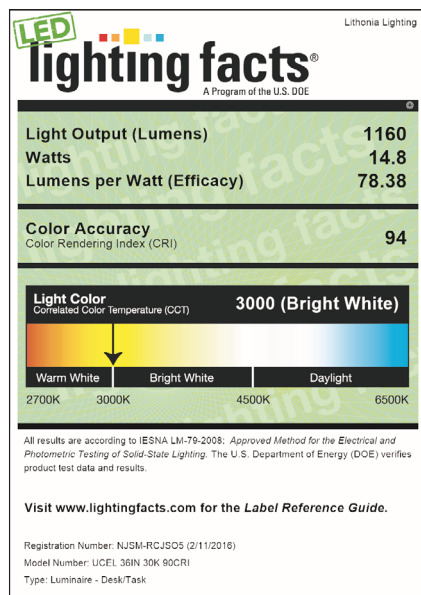 Lithonia Lighting
LED
lighting facts®
A Program of the U.S. DOE
Light Output (Lumens) 1160
Watts 14.8
Lumens per Watt (Efficacy) 78.38
Color Accuracy
Color Rendering Index (CRI) 94
Light Color
Correlated Color Temperature (CCT) 3000 (Bright White)
Warm White Bright White Daylight
2700K 3000K 4500K 6500K
All results are according to IESNA LM-79-2008: Approved Method for the Electrical and
Photometric Testing of Solid-State Lighting. The U.S. Department of Energy (DOE) verifies
product test data and results.
Visit www.lightingfacts.com for the Label Reference Guide.
Registration Number: NJSM-RCJSO5 (2/11/2016)
Model Number: UCEL 36IN 30K 90CRI
Type: Luminaire - Desk/Task